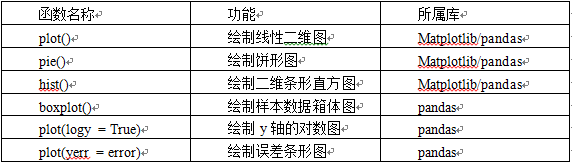 函数名称 功能 所属库
plot() 绘制线性二维图 Matplotlib/pandas
pie() 绘制饼形图 Matplotlib/pandas
hist() 绘制二维条形直方图 Matplotlib/pandas
boxplot() 绘制样本数据箱体图 pandas
plot(logy = True) 绘制 y 轴的对数图 pandas
plot(yerr = error) 绘制误差条形图 pandas